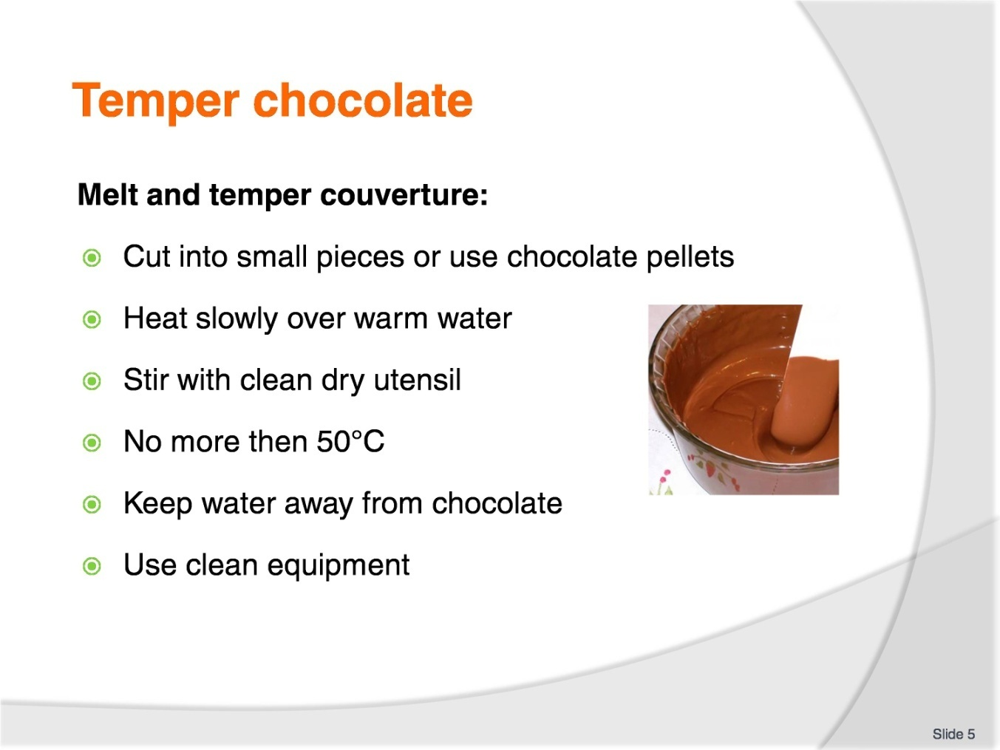 Temper chocolate
Melt and temper couverture:
Cut into small pieces or use chocolate pellets
Heat slowly over warm water
Stir with clean dry utensil
No more then 50°C
Keep water away from chocolate
Use clean equipment
Slide 5